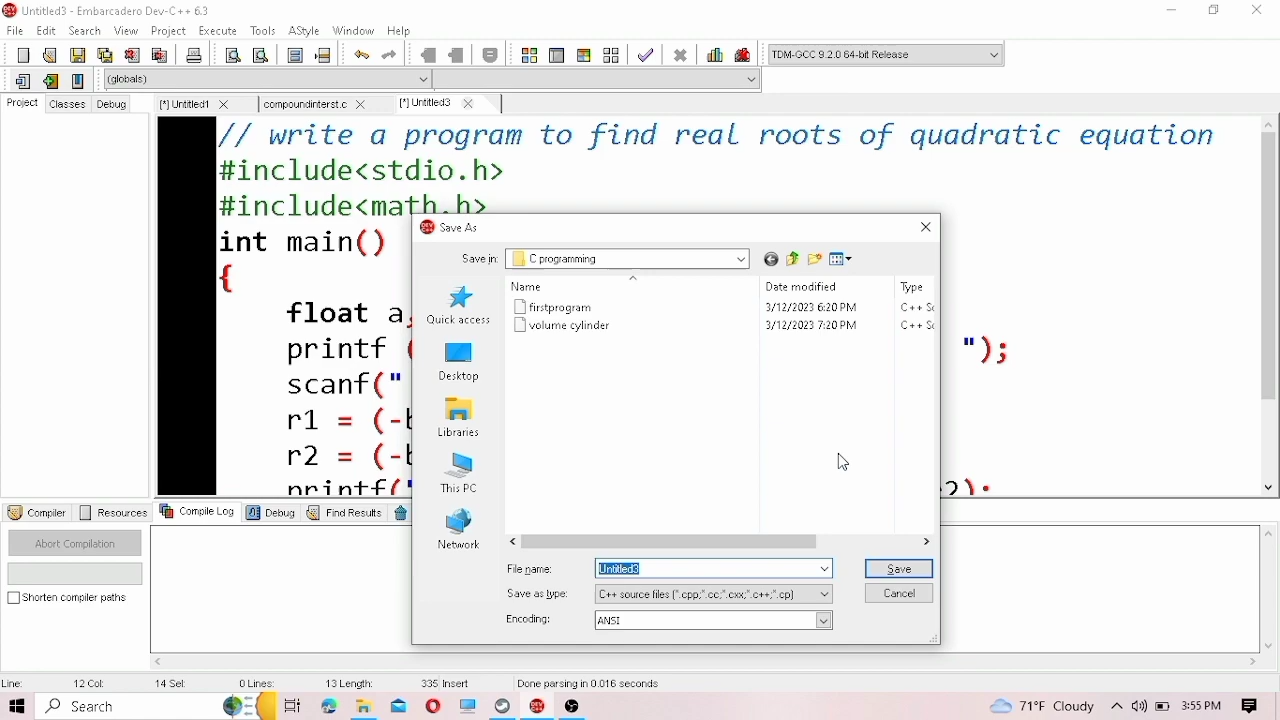 Untitled3 - Embarcadero Dev-C++ 6.3
File Edit Search View Project Execute Tools AStyle Window Help
TDM-GCC 9.2.0 64-bit Release
(globals)
Project Classes Debug
[*] Untitled1 compoundinterst.c [*] Untitled3
// write a program to find real roots of quadratic equation
#include<stdio.h>
#include<math.h>
int main()
{
float a,
printf ( ");
scanf("
r1 = (-b
r2 = (-b
printf(" 2);
Save As
Save in: C programming
Name Date modified Type
firstprogram 3/12/2023 6:20 PM C++ Sc
volume cylinder 3/12/2023 7:20 PM C++ Sc
Quick access
Desktop
Libraries
This PC
Network
File name: Untitled3 Save
Save as type: C++ source files (*.cpp;*.cc;*.cxx;*.c++;*.cp) Cancel
Encoding: ANSI
Compiler Resources Compile Log Debug Find Results
Abort Compilation
Shorten compiler paths
Line: 12 Col: 14 Sel: 0 Lines: 13 Length: 335 Insert Done parsing in 0.016 seconds
Search 71°F Cloudy 3:55 PM